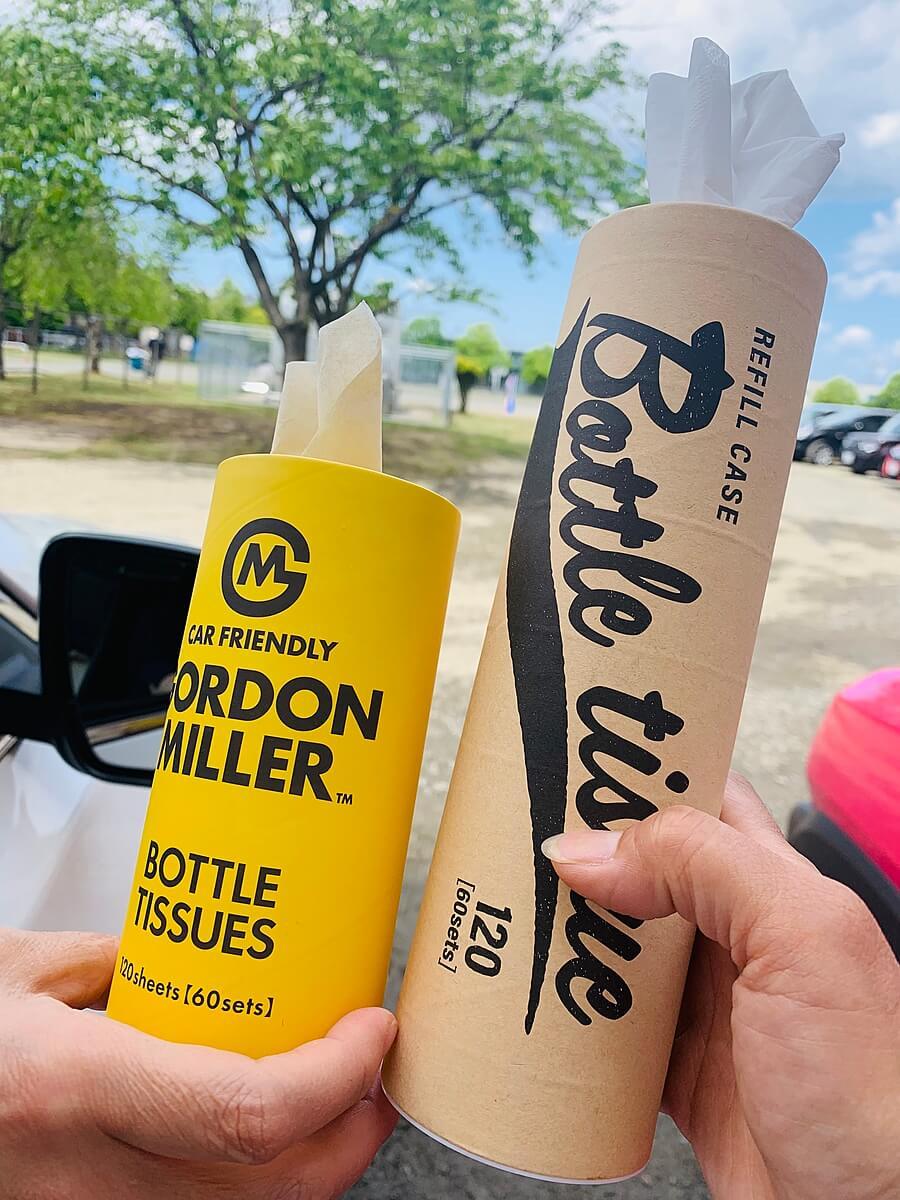 GM
CAR FRIENDLY
GORDON
MILLER™
BOTTLE
TISSUES
120sheets【60sets】
REFILL CASE
Bottle tissue
120
[60sets]